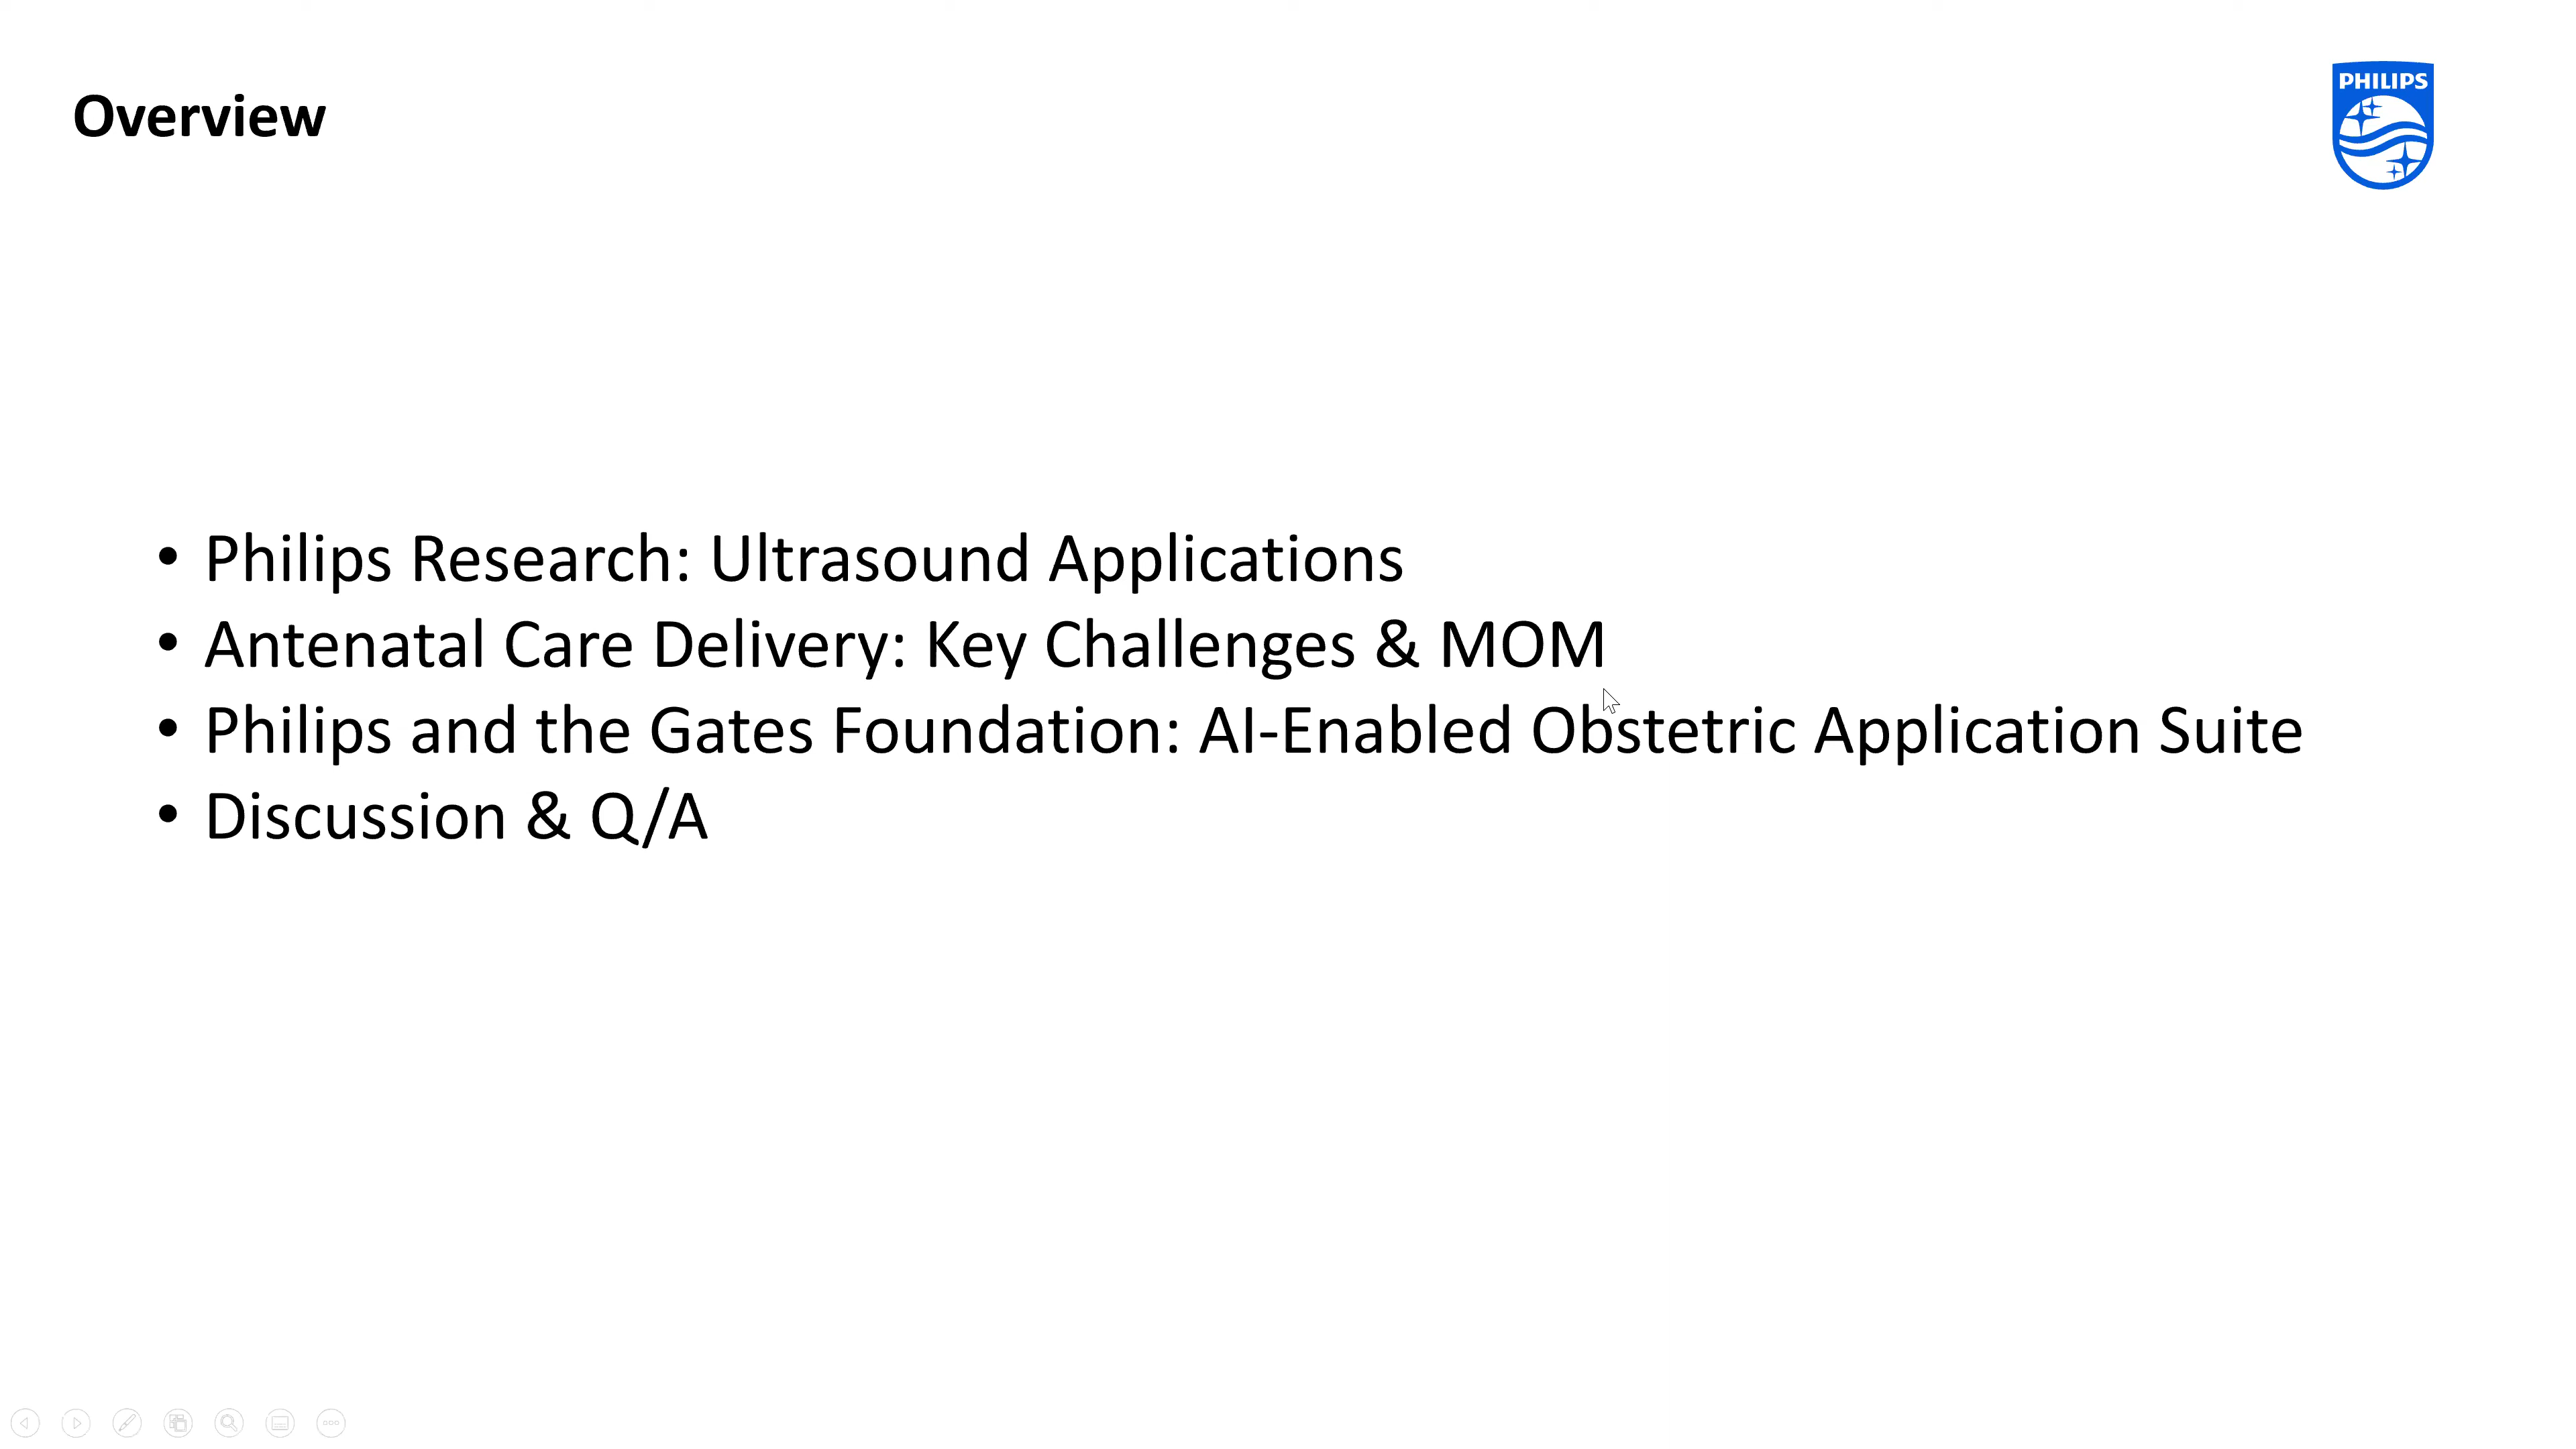 Overview
PHILIPS
• Philips Research: Ultrasound Applications
• Antenatal Care Delivery: Key Challenges & MOM
• Philips and the Gates Foundation: AI-Enabled Obstetric Application Suite
• Discussion & Q/A